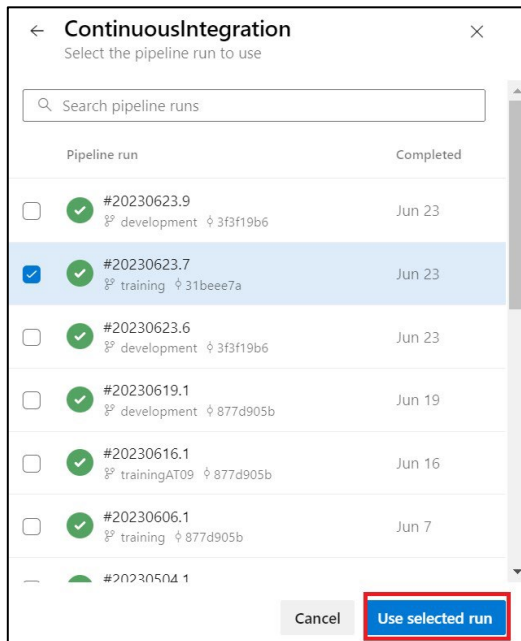 ContinuousIntegration
Select the pipeline run to use
Search pipeline runs
Pipeline run Completed
#20230623.9
development 3f3f19b6 Jun 23
#20230623.7
training 31beee7a Jun 23
#20230623.6
development 3f3f19b6 Jun 23
#20230619.1
development 877d905b Jun 19
#20230616.1
trainingAT09 877d905b Jun 16
#20230606.1
training 877d905b Jun 7
#20230504.1
Cancel Use selected run